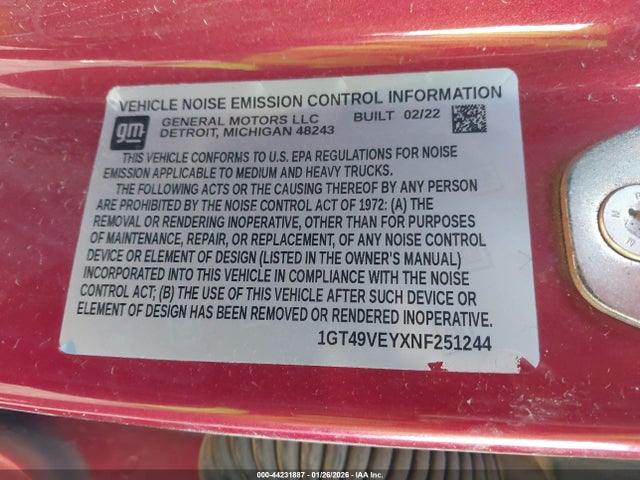 VEHICLE NOISE EMISSION CONTROL INFORMATION
gm GENERAL MOTORS LLC BUILT 02/22
DETROIT, MICHIGAN 48243
THIS VEHICLE CONFORMS TO U.S. EPA REGULATIONS FOR NOISE
EMISSION APPLICABLE TO MEDIUM AND HEAVY TRUCKS.
THE FOLLOWING ACTS OR THE CAUSING THEREOF BY ANY PERSON
ARE PROHIBITED BY THE NOISE CONTROL ACT OF 1972: (A) THE
REMOVAL OR RENDERING INOPERATIVE, OTHER THAN FOR PURPOSES
OF MAINTENANCE, REPAIR, OR REPLACEMENT, OF ANY NOISE CONTROL
DEVICE OR ELEMENT OF DESIGN (LISTED IN THE OWNER'S MANUAL)
INCORPORATED INTO THIS VEHICLE IN COMPLIANCE WITH THE NOISE
CONTROL ACT; (B) THE USE OF THIS VEHICLE AFTER SUCH DEVICE OR
ELEMENT OF DESIGN HAS BEEN REMOVED OR RENDERED INOPERATIVE.
1GT49VEYXNF251244
000-44231887 | 01/26/2026 | IAA Inc.